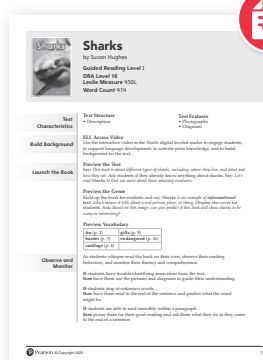 Sharks
Sharks
by Susan Hughes
Guided Reading Level I
DRA Level 16
Lexile Measure 450L
Word Count 474
Text
Characteristics
Text Structure
• Description
Text Features
• Photographs
• Diagrams
Build Background
ELL Access Video
Use the interactive video in the Sharks digital leveled reader to engage students,
to support language development, to activate prior knowledge, and to build
background for the text.
Launch the Book
Preview the Text
Say: This book is about different types of sharks, including where they live, and what and
how they eat. Ask students if they already know anything about sharks. Say: Let's
read Sharks to find out more about these amazing creatures.
Preview the Genre
Hold up the book for students and say: Sharks is an example of informational
text, which means it tells about a real person, place, or thing. Display the cover for
students. Ask: Based on this image, can you predict if this book will show sharks to be
scary or interesting?
Preview Vocabulary
fin (p. 2) gills (p. 9)
hunter (p. 5) endangered (p. 16)
cartilage (p. 6)
Observe and
Monitor
As students whisper-read the book on their own, observe their reading
behaviors, and monitor their fluency and comprehension.
If students have trouble identifying main ideas from the text...
then have them use the pictures and diagrams to guide their understanding.
If students stop at unknown words...
then have them read to the end of the sentence and predict what the word
might be.
If students are able to read smoothly within a paragraph...
then praise them for their good reading and ask them what they do as they come
to the end of a sentence.
Pearson © Copyright 2020